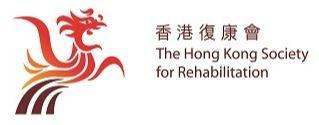 香港復康會
The Hong Kong Society
for Rehabilitation